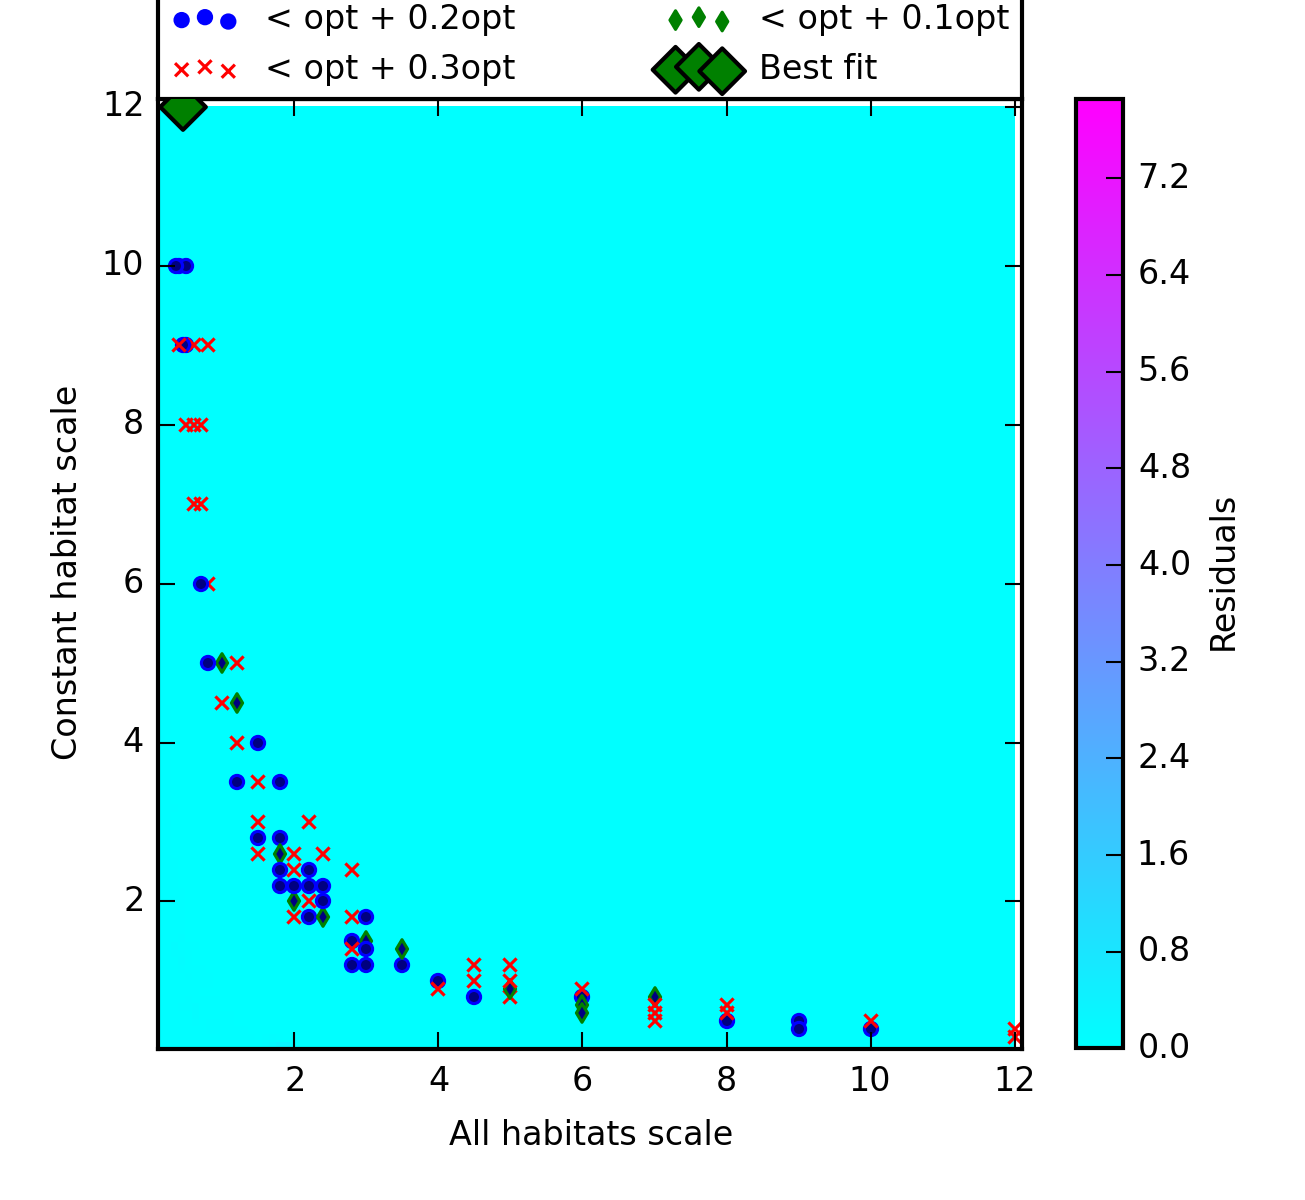 < opt + 0.2opt
< opt + 0.1opt
< opt + 0.3opt
Best fit
12
10
8
6
4
2
Constant habitat scale
2 4 6 8 10 12
All habitats scale
7.2
6.4
5.6
4.8
4.0
3.2
2.4
1.6
0.8
0.0
Residuals